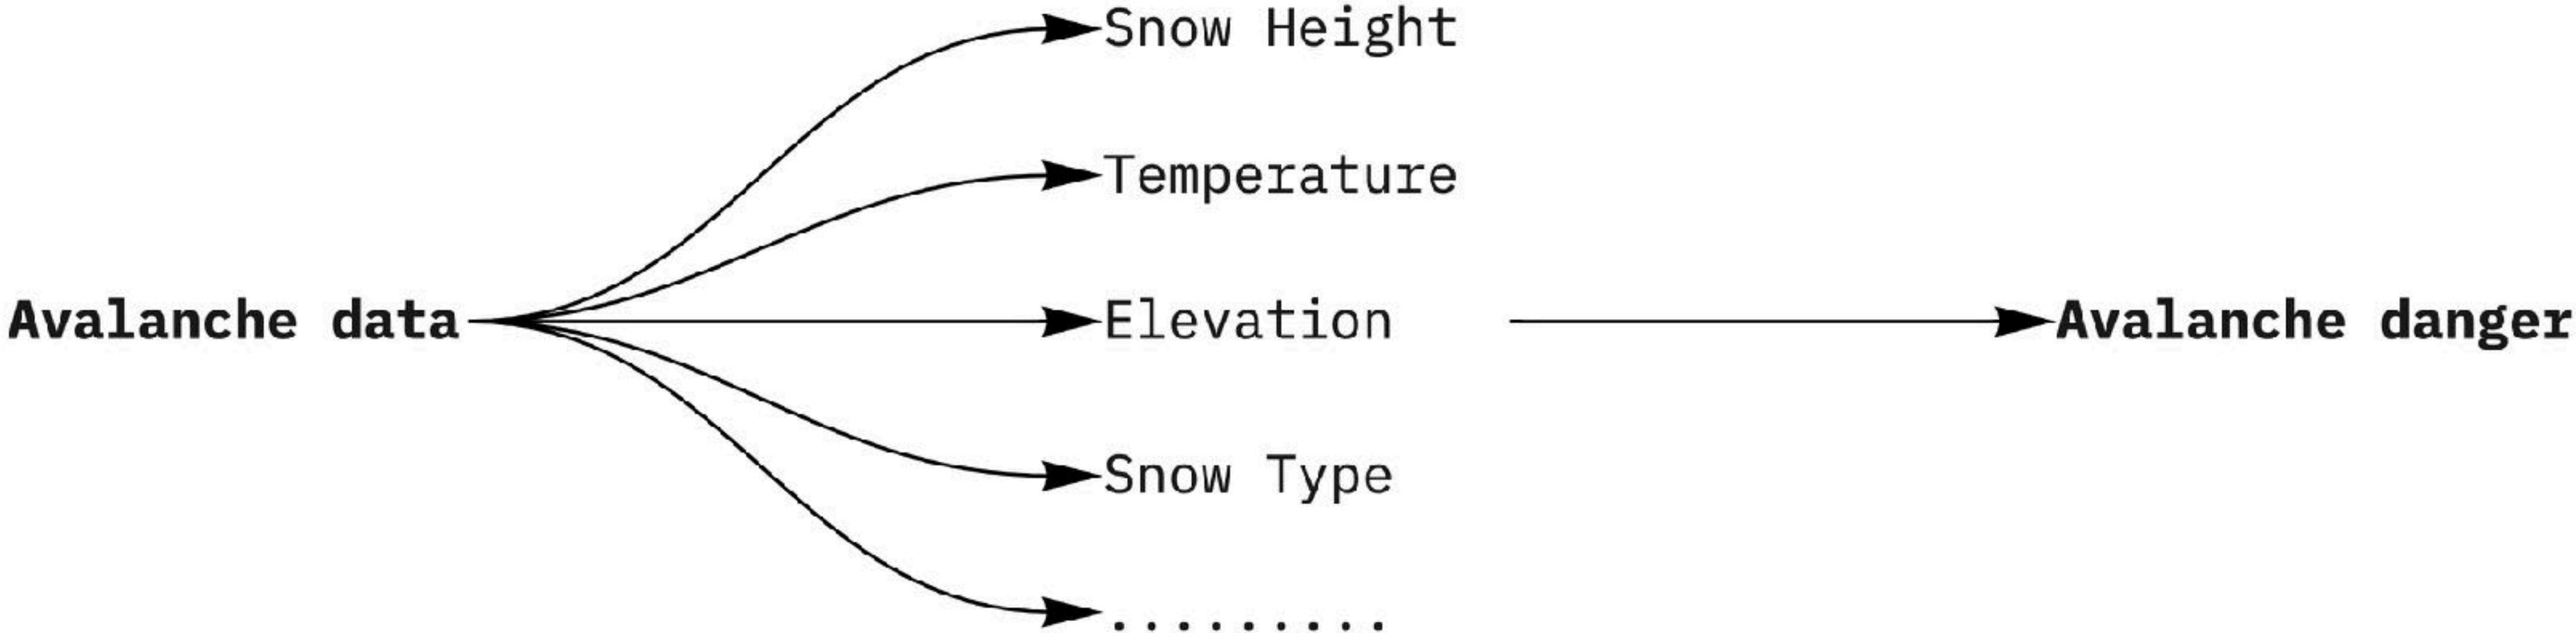 Snow Height
Temperature
Avalanche data
Elevation
Avalanche danger
Snow Type
.........